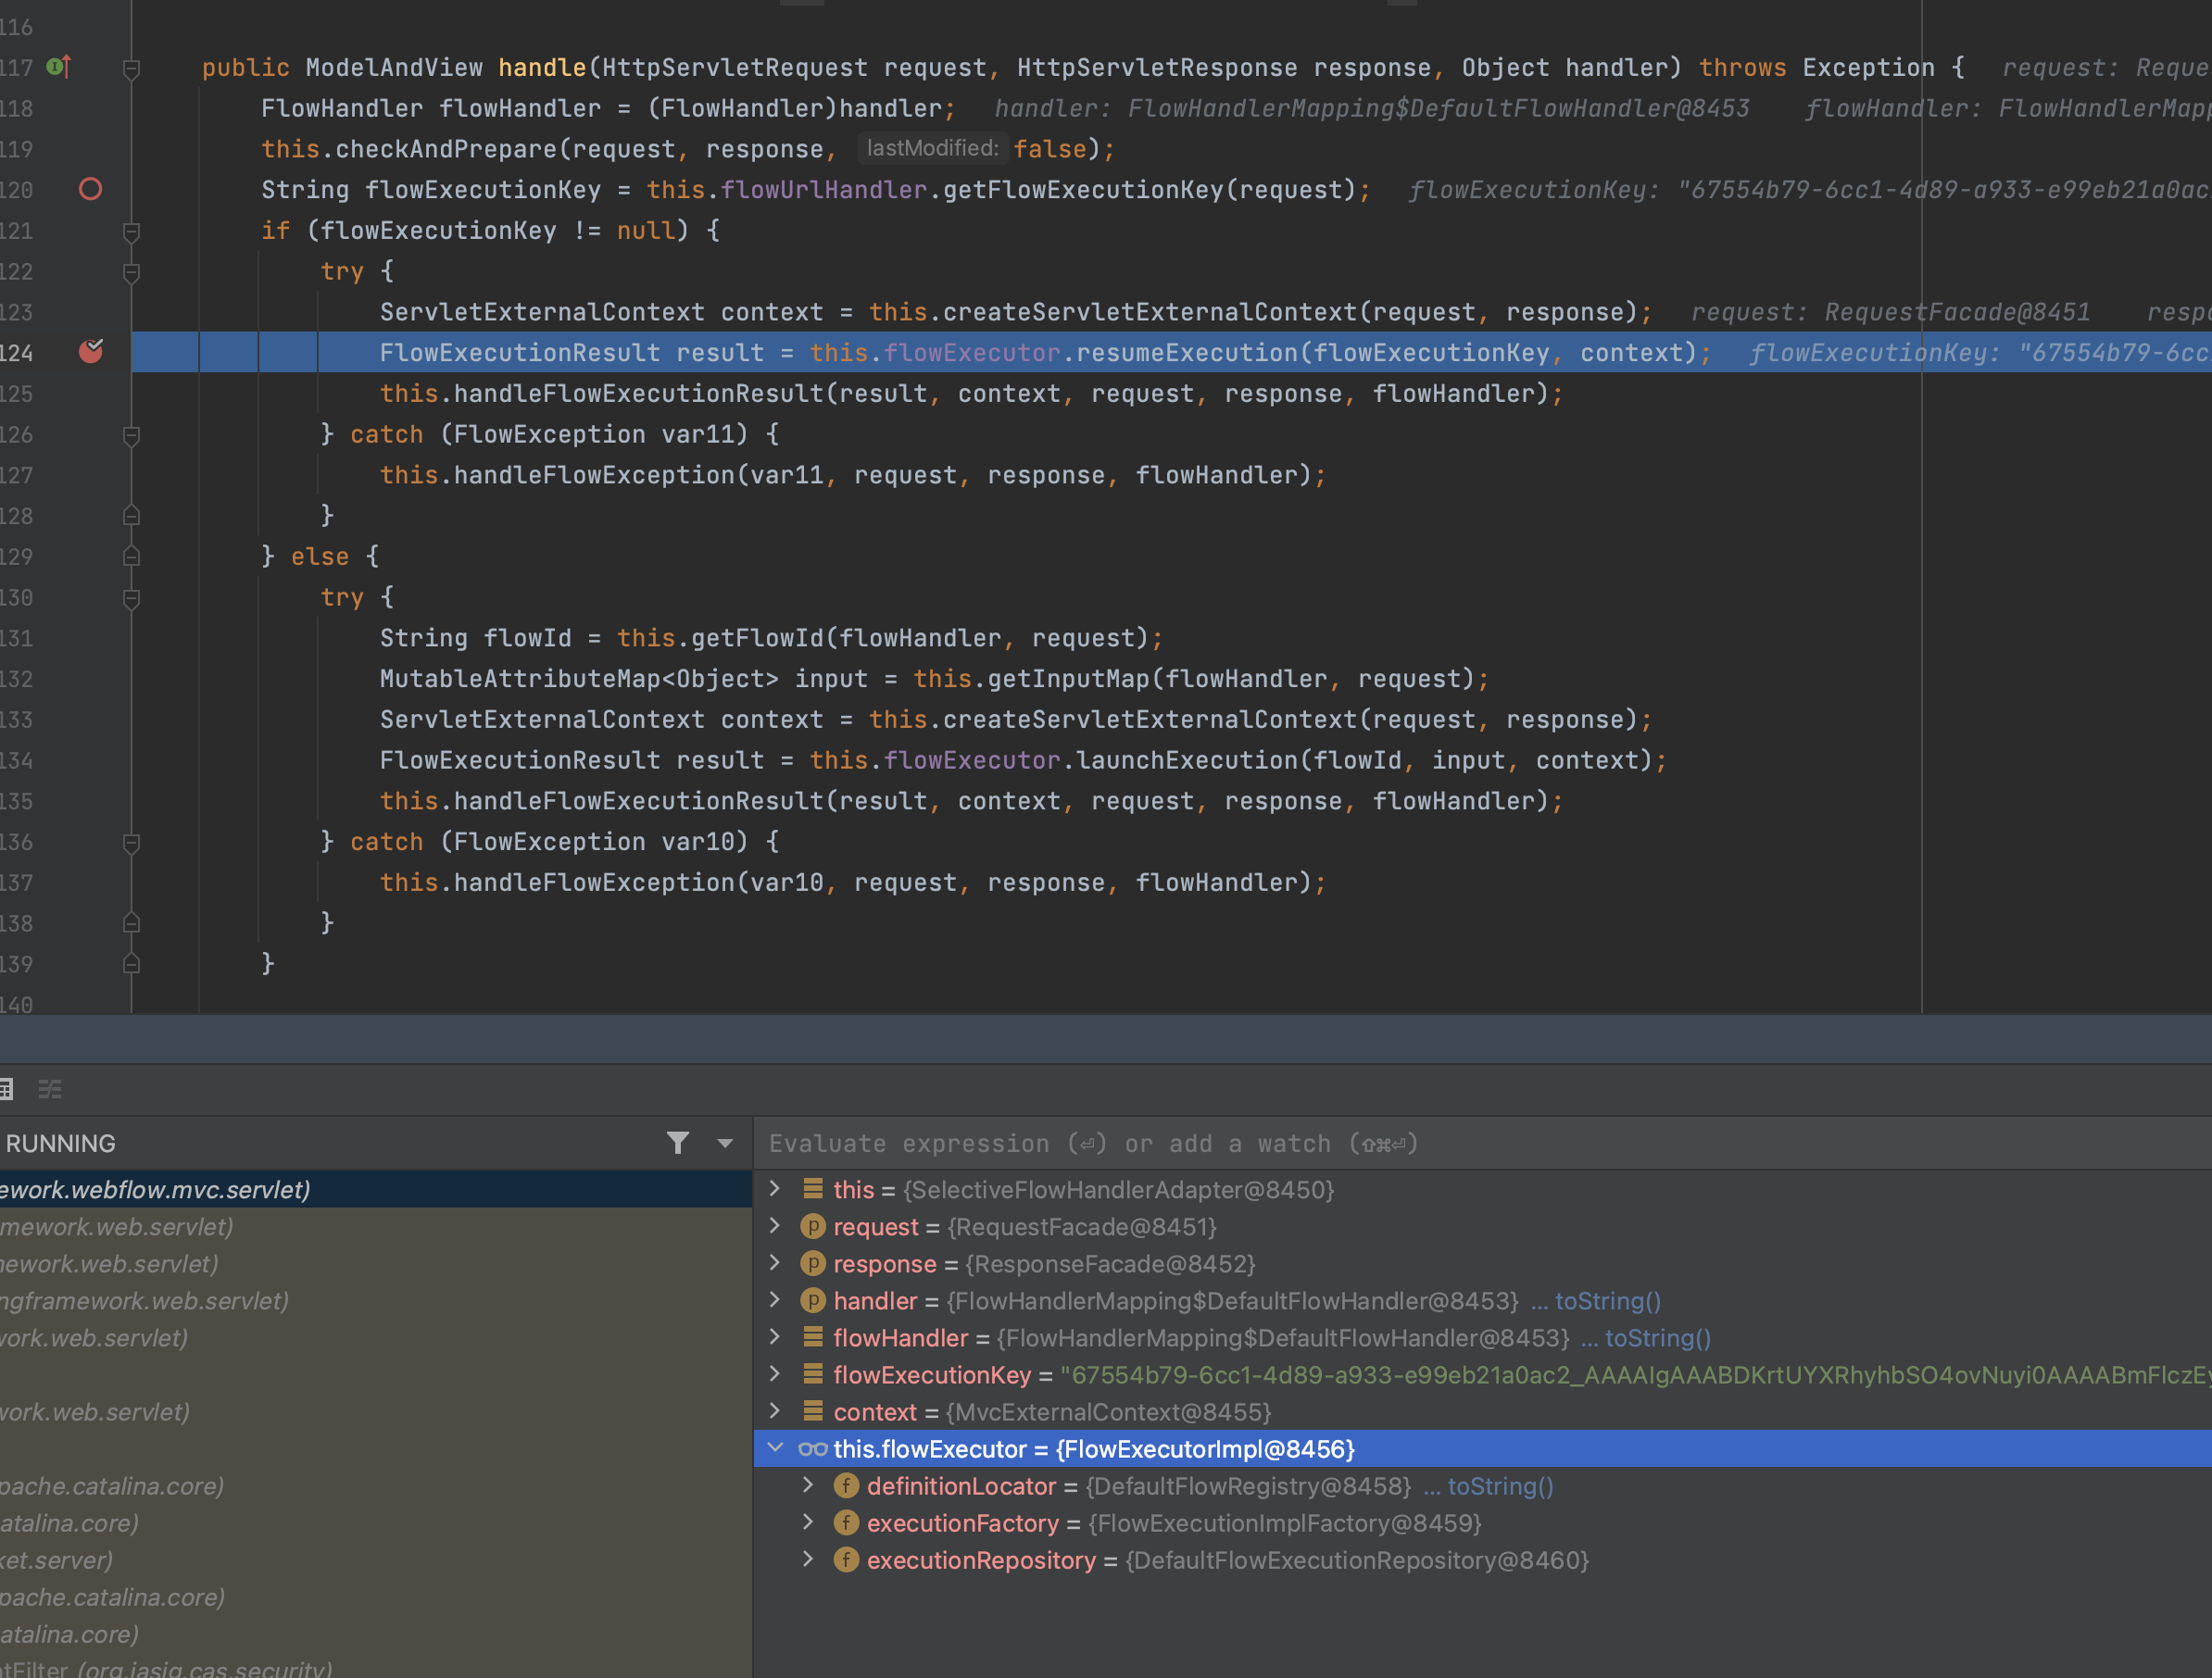 116
117 public ModelAndView handle(HttpServletRequest request, HttpServletResponse response, Object handler) throws Exception { request: Reque
118 FlowHandler flowHandler = (FlowHandler)handler; handler: FlowHandlerMapping$DefaultFlowHandler@8453 flowHandler: FlowHandlerMapp
119 this.checkAndPrepare(request, response, lastModified: false);
120 String flowExecutionKey = this.flowUrlHandler.getFlowExecutionKey(request); flowExecutionKey: "67554b79-6cc1-4d89-a933-e99eb21a0ac
121 if (flowExecutionKey != null) {
122 try {
123 ServletExternalContext context = this.createServletExternalContext(request, response); request: RequestFacade@8451 respo
124 FlowExecutionResult result = this.flowExecutor.resumeExecution(flowExecutionKey, context); flowExecutionKey: "67554b79-6cc
125 this.handleFlowExecutionResult(result, context, request, response, flowHandler);
126 } catch (FlowException var11) {
127 this.handleFlowException(var11, request, response, flowHandler);
128 }
129 } else {
130 try {
131 String flowId = this.getFlowId(flowHandler, request);
132 MutableAttributeMap<Object> input = this.getInputMap(flowHandler, request);
133 ServletExternalContext context = this.createServletExternalContext(request, response);
134 FlowExecutionResult result = this.flowExecutor.launchExecution(flowId, input, context);
135 this.handleFlowExecutionResult(result, context, request, response, flowHandler);
136 } catch (FlowException var10) {
137 this.handleFlowException(var10, request, response, flowHandler);
138 }
139 }
140
RUNNING
ework.webflow.mvc.servlet)
mework.web.servlet)
nework.web.servlet)
ngframework.web.servlet)
work.web.servlet)
work.web.servlet)
pache.catalina.core)
atalina.core)
ket.server)
pache.catalina.core)
atalina.core)
ntFilter (org.jasig.cas.security)
Evaluate expression (⏎) or add a watch (⇧⌘⏎)
this = {SelectiveFlowHandlerAdapter@8450}
request = {RequestFacade@8451}
response = {ResponseFacade@8452}
handler = {FlowHandlerMapping$DefaultFlowHandler@8453} ... toString()
flowHandler = {FlowHandlerMapping$DefaultFlowHandler@8453} ... toString()
flowExecutionKey = "67554b79-6cc1-4d89-a933-e99eb21a0ac2_AAAAIgAAABDKrtUYXRhyhbSO4ovNuyi0AAAABmFlczEy
context = {MvcExternalContext@8455}
this.flowExecutor = {FlowExecutorImpl@8456}
definitionLocator = {DefaultFlowRegistry@8458} ... toString()
executionFactory = {FlowExecutionImplFactory@8459}
executionRepository = {DefaultFlowExecutionRepository@8460}